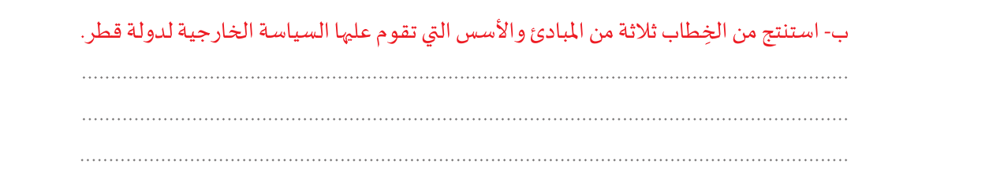 ب- استنتج من الخِطاب ثلاثة من المبادئ والأسس التي تقوم عليها السياسة الخارجية لدولة قطر.